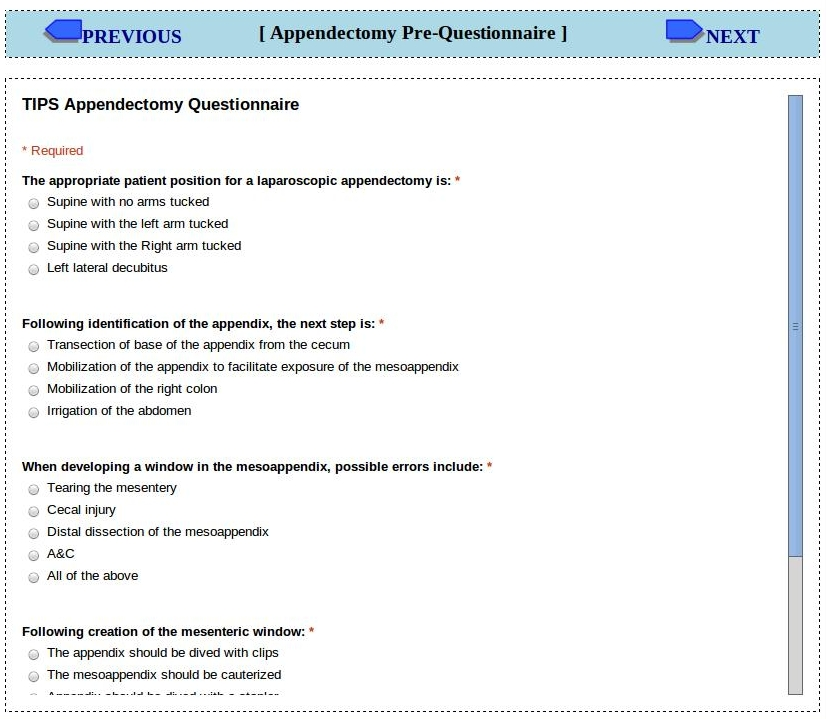 PREVIOUS [ Appendectomy Pre-Questionnaire ] NEXT
TIPS Appendectomy Questionnaire
* Required
The appropriate patient position for a laparoscopic appendectomy is: *
Supine with no arms tucked
Supine with the left arm tucked
Supine with the Right arm tucked
Left lateral decubitus
Following identification of the appendix, the next step is: *
Transection of base of the appendix from the cecum
Mobilization of the appendix to facilitate exposure of the mesoappendix
Mobilization of the right colon
Irrigation of the abdomen
When developing a window in the mesoappendix, possible errors include: *
Tearing the mesentery
Cecal injury
Distal dissection of the mesoappendix
A&C
All of the above
Following creation of the mesenteric window: *
The appendix should be dived with clips
The mesoappendix should be cauterized
Appendix should be dived with a stapler